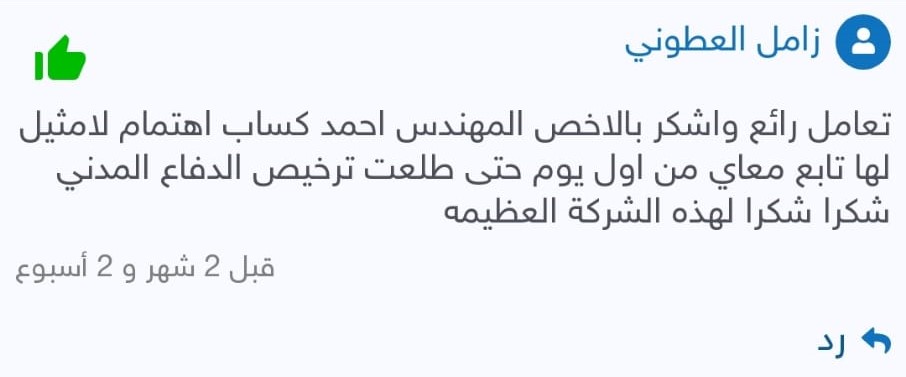 زامل العطوني
تعامل رائع واشكر بالاخص المهندس احمد كساب اهتمام لامثيل
لها تابع معاي من اول يوم حتى طلعت ترخيص الدفاع المدني
شكرا شكرا لهذه الشركة العظيمه
قبل 2 شهر و 2 أسبوع
رد